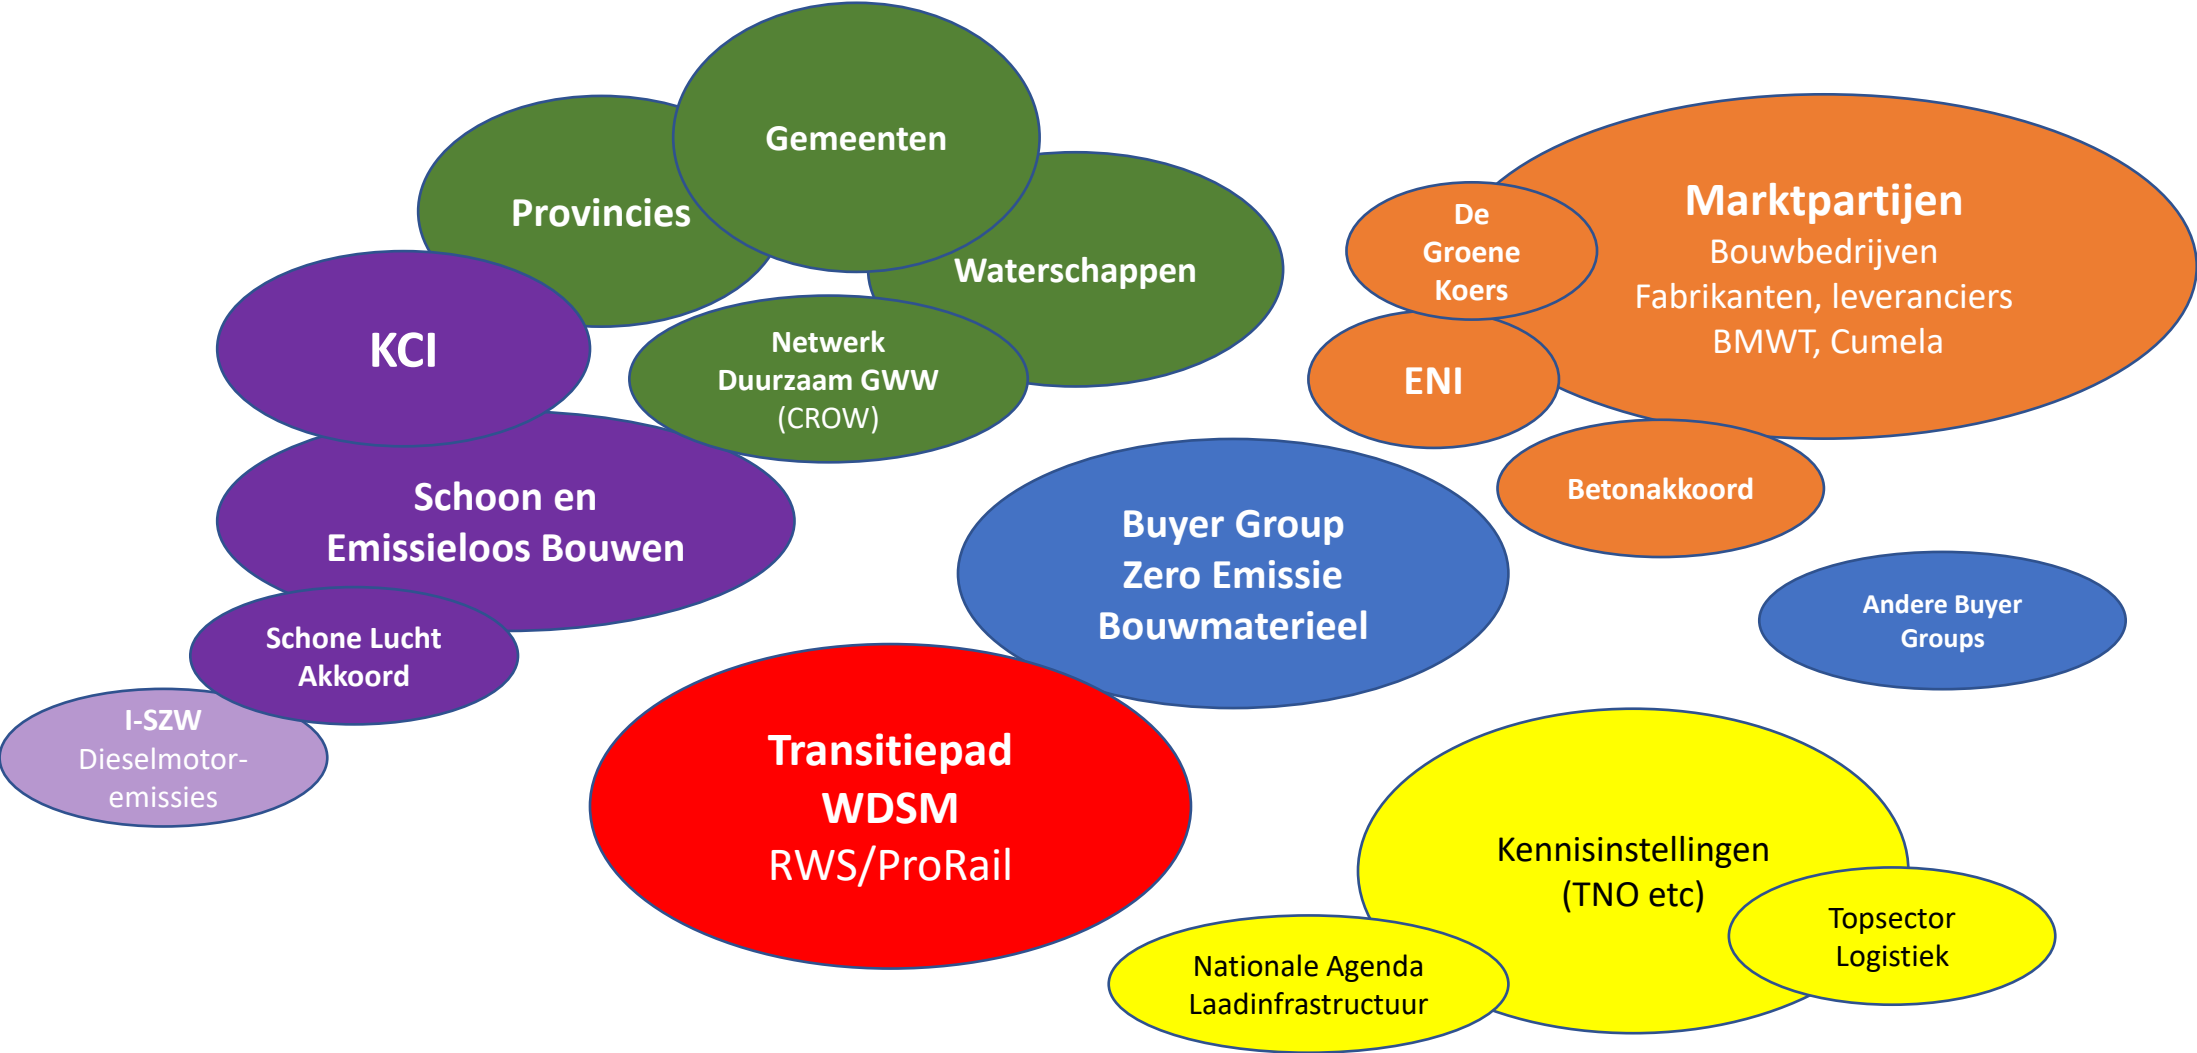 Gemeenten
Provincies
Waterschappen
Netwerk
Duurzaam GWW
(CROW)
KCI
Schoon en
Emissieloos Bouwen
Schone Lucht
Akkoord
I-SZW
Dieselmotor-
emissies
De
Groene
Koers
Marktpartijen
Bouwbedrijven
Fabrikanten, leveranciers
BMWT, Cumela
ENI
Betonakkoord
Buyer Group
Zero Emissie
Bouwmaterieel
Andere Buyer
Groups
Transitiepad
WDSM
RWS/ProRail
Kennisinstellingen
(TNO etc)
Topsector
Logistiek
Nationale Agenda
Laadinfrastructuur